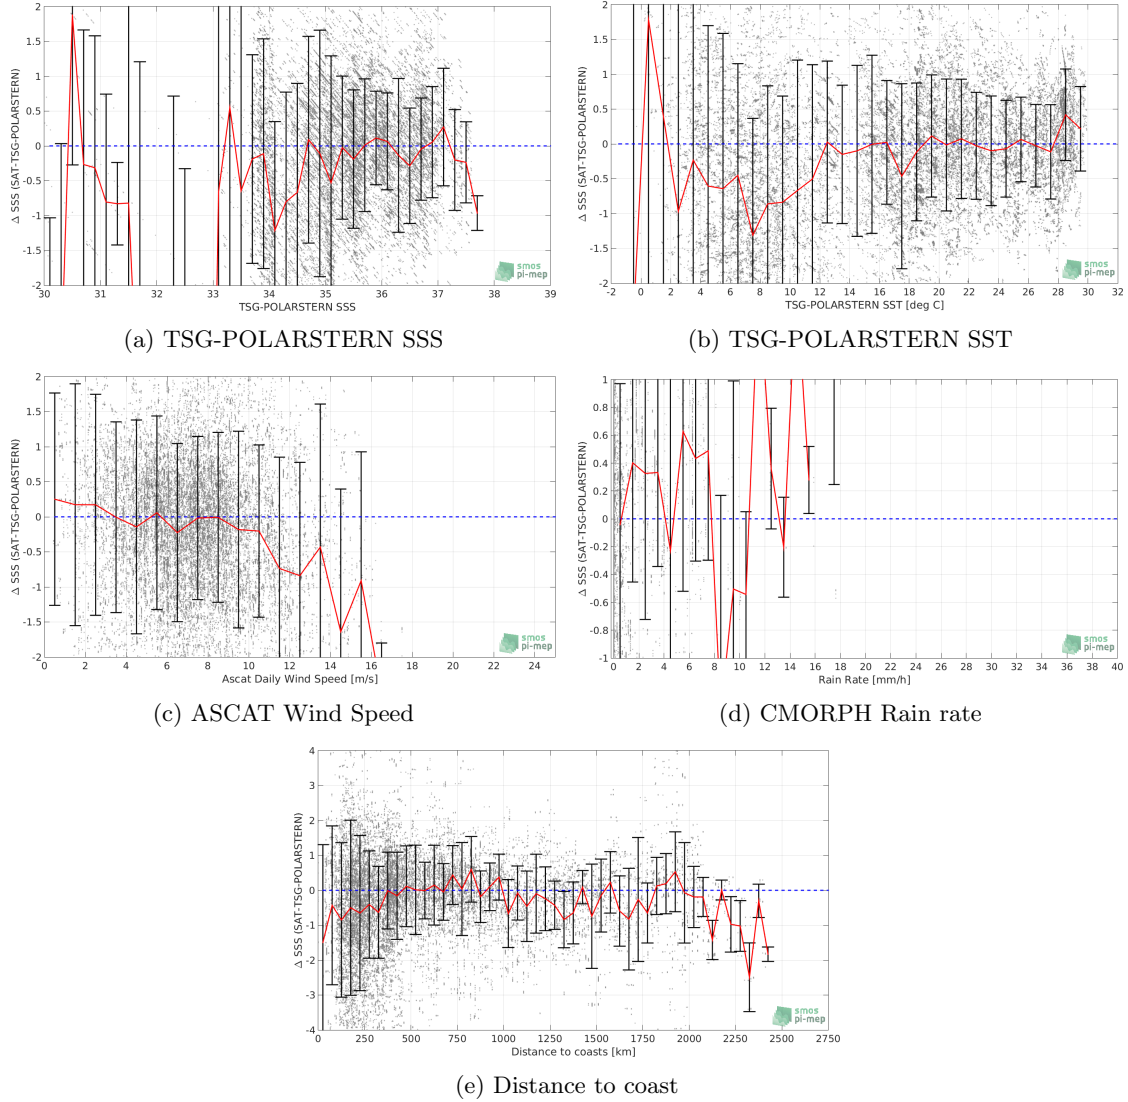 2
1.5
1
0.5
0
-0.5
-1
-1.5
-2
Δ SSS (SAT-TSG-POLARSTERN)
30 31 32 33 34 35 36 37 38 39
TSG-POLARSTERN SSS
smos
pi-mep
(a) TSG-POLARSTERN SSS
2
1.5
1
0.5
0
-0.5
-1
-1.5
-2
Δ SSS (SAT-TSG-POLARSTERN)
-2 0 2 4 6 8 10 12 14 16 18 20 22 24 26 28 30 32
TSG-POLARSTERN SST [deg C]
smos
pi-mep
(b) TSG-POLARSTERN SST
2
1.5
1
0.5
0
-0.5
-1
-1.5
-2
Δ SSS (SAT-TSG-POLARSTERN)
0 2 4 6 8 10 12 14 16 18 20 22 24
Ascat Daily Wind Speed [m/s]
smos
pi-mep
(c) ASCAT Wind Speed
1
0.8
0.6
0.4
0.2
0
-0.2
-0.4
-0.6
-0.8
-1
Δ SSS (SAT-TSG-POLARSTERN)
0 2 4 6 8 10 12 14 16 18 20 22 24 26 28 30 32 34 36 38 40
Rain Rate [mm/h]
smos
pi-mep
(d) CMORPH Rain rate
4
3
2
1
0
-1
-2
-3
-4
Δ SSS (SAT-TSG-POLARSTERN)
0 250 500 750 1000 1250 1500 1750 2000 2250 2500 2750
Distance to coasts [km]
smos
pi-mep
(e) Distance to coast